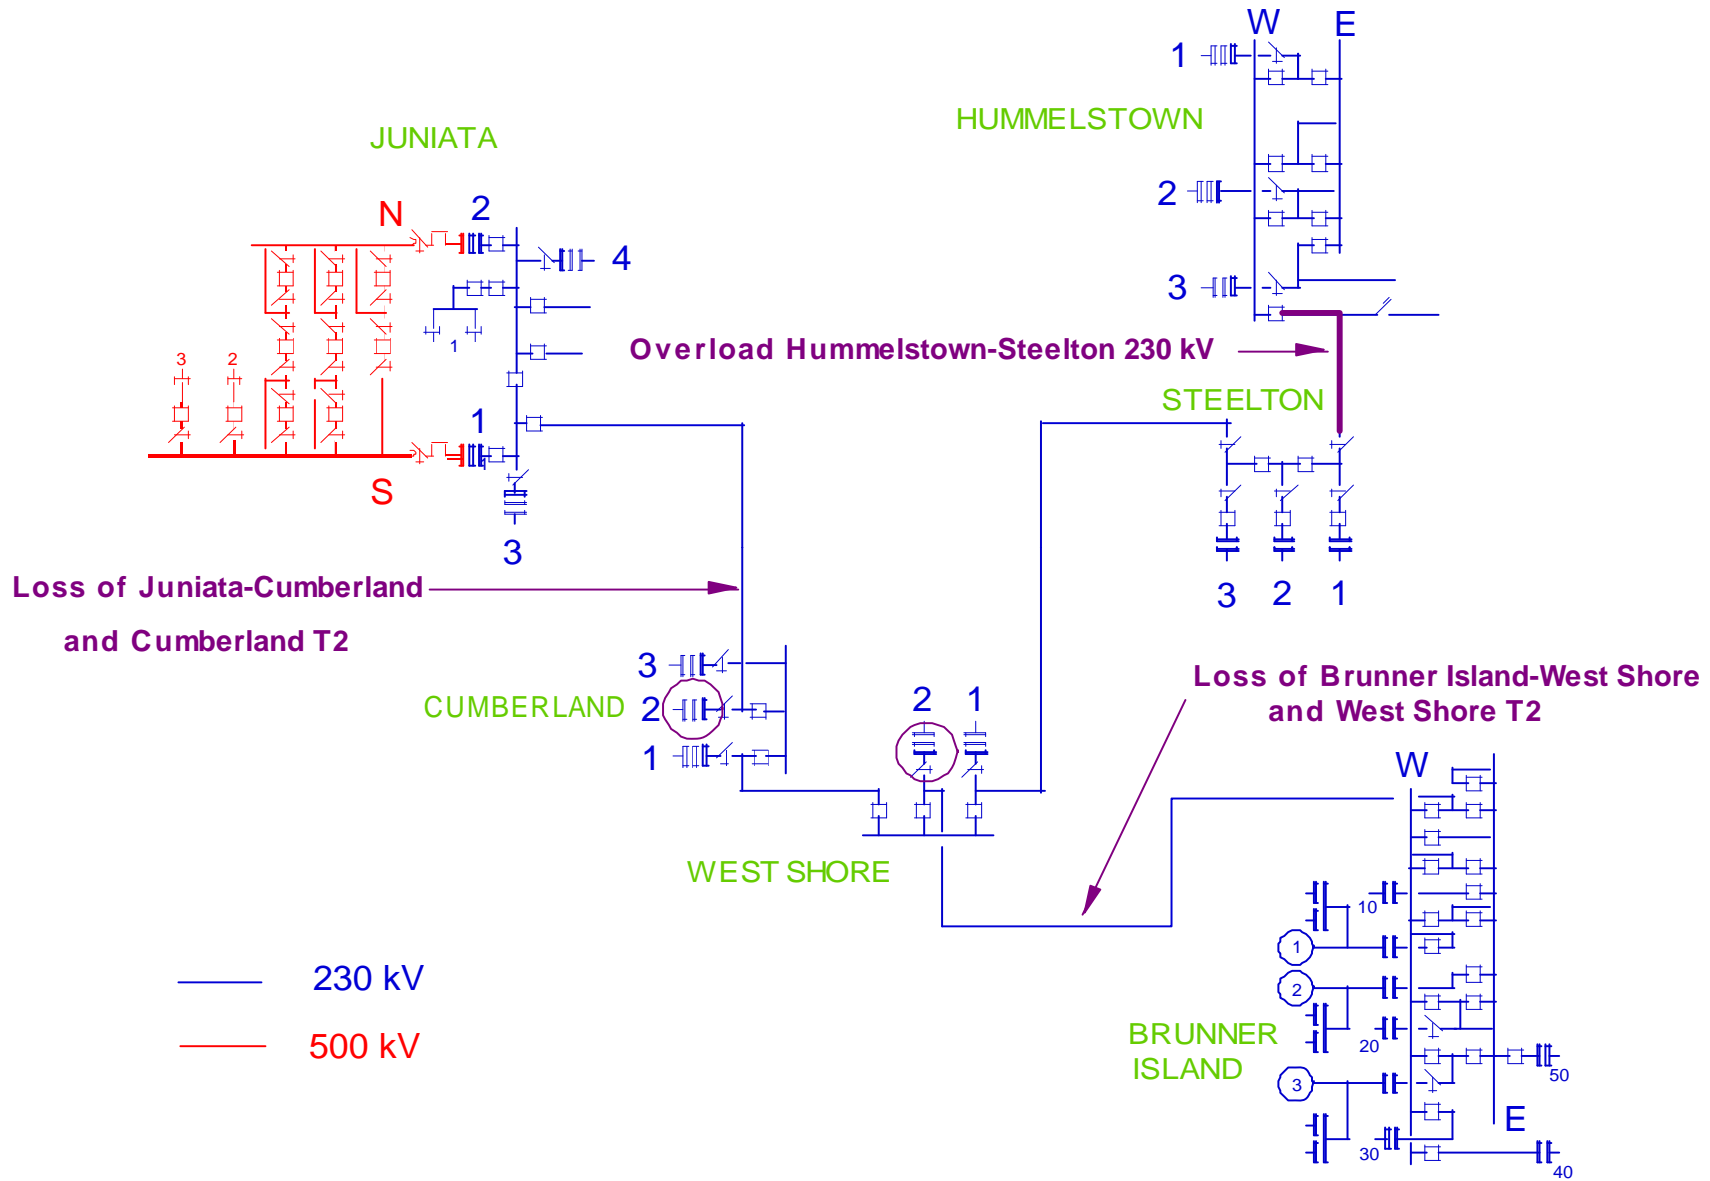 W E
1
HUMMELSTOWN
JUNIATA
2
N 2
4
3
1
3 2
Overload Hummelstown-Steelton 230 kV
STEELTON
1
S
3
3 2 1
Loss of Juniata-Cumberland
and Cumberland T2
3
CUMBERLAND 2
1
2 1
Loss of Brunner Island-West Shore
and West Shore T2
W
WEST SHORE
10
1
2
20
BRUNNER
ISLAND
3
50
E
30
40
230 kV
500 kV